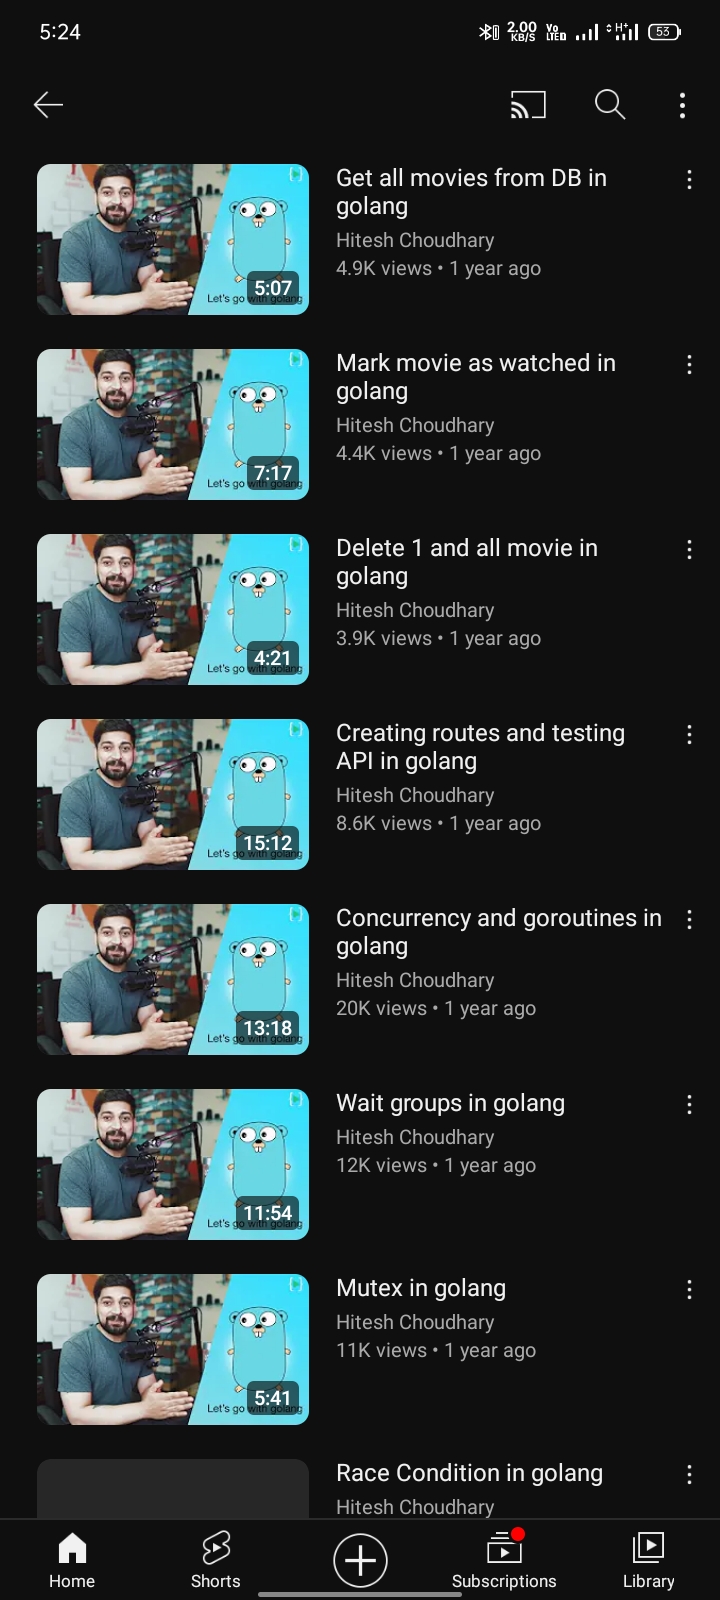 5:24
2.00
KB/S
Vo
LTED
H+
53
Get all movies from DB in
golang
Hitesh Choudhary
4.9K views • 1 year ago
5:07
Let's go with golang
Mark movie as watched in
golang
Hitesh Choudhary
4.4K views • 1 year ago
7:17
Let's go with golang
Delete 1 and all movie in
golang
Hitesh Choudhary
3.9K views • 1 year ago
4:21
Let's go with golang
Creating routes and testing
API in golang
Hitesh Choudhary
8.6K views • 1 year ago
15:12
Let's go with golang
Concurrency and goroutines in
golang
Hitesh Choudhary
20K views • 1 year ago
13:18
Let's go with golang
Wait groups in golang
Hitesh Choudhary
12K views • 1 year ago
11:54
Let's go with golang
Mutex in golang
Hitesh Choudhary
11K views • 1 year ago
5:41
Let's go with golang
Race Condition in golang
Hitesh Choudhary
Home
Shorts
Subscriptions
Library